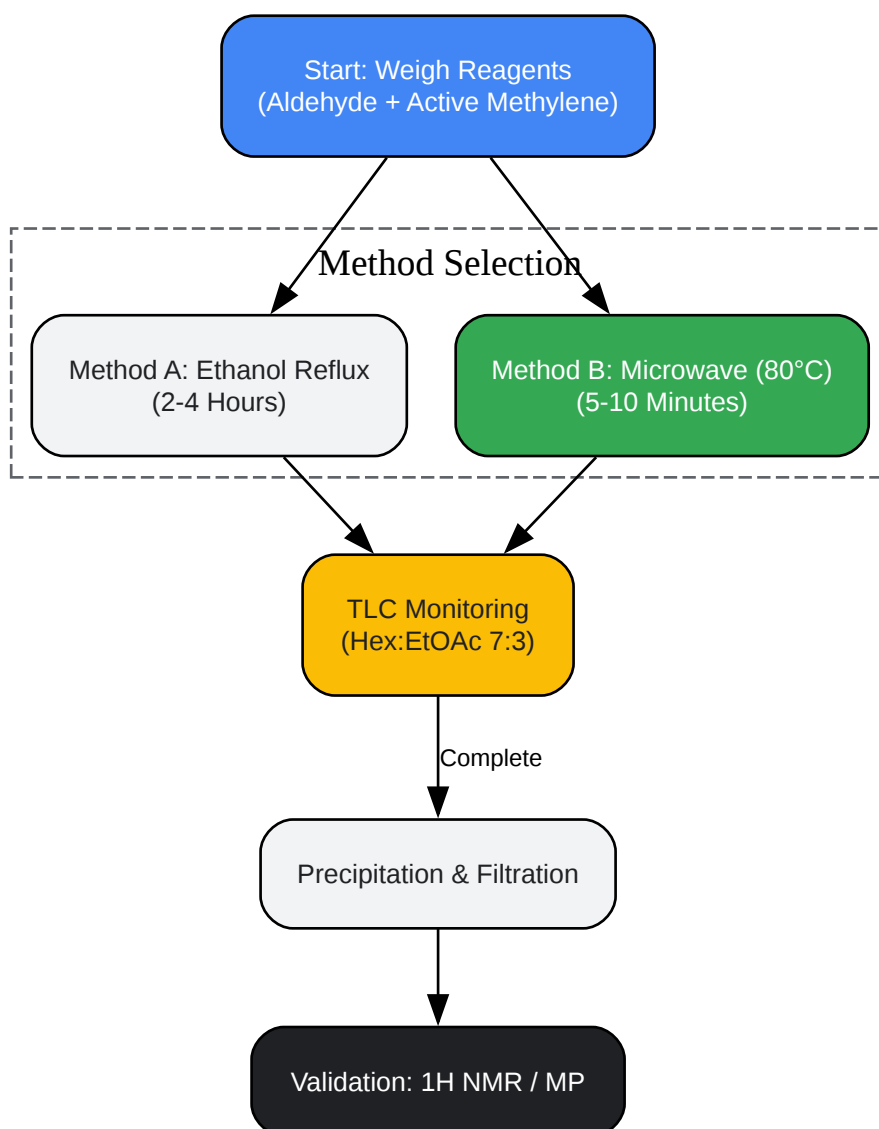 Start: Weigh Reagents
(Aldehyde + Active Methylene)
Method Selection
Method A: Ethanol Reflux
(2-4 Hours)
Method B: Microwave (80°C)
(5-10 Minutes)
TLC Monitoring
(Hex:EtOAc 7:3)
Complete
Precipitation & Filtration
Validation: 1H NMR / MP